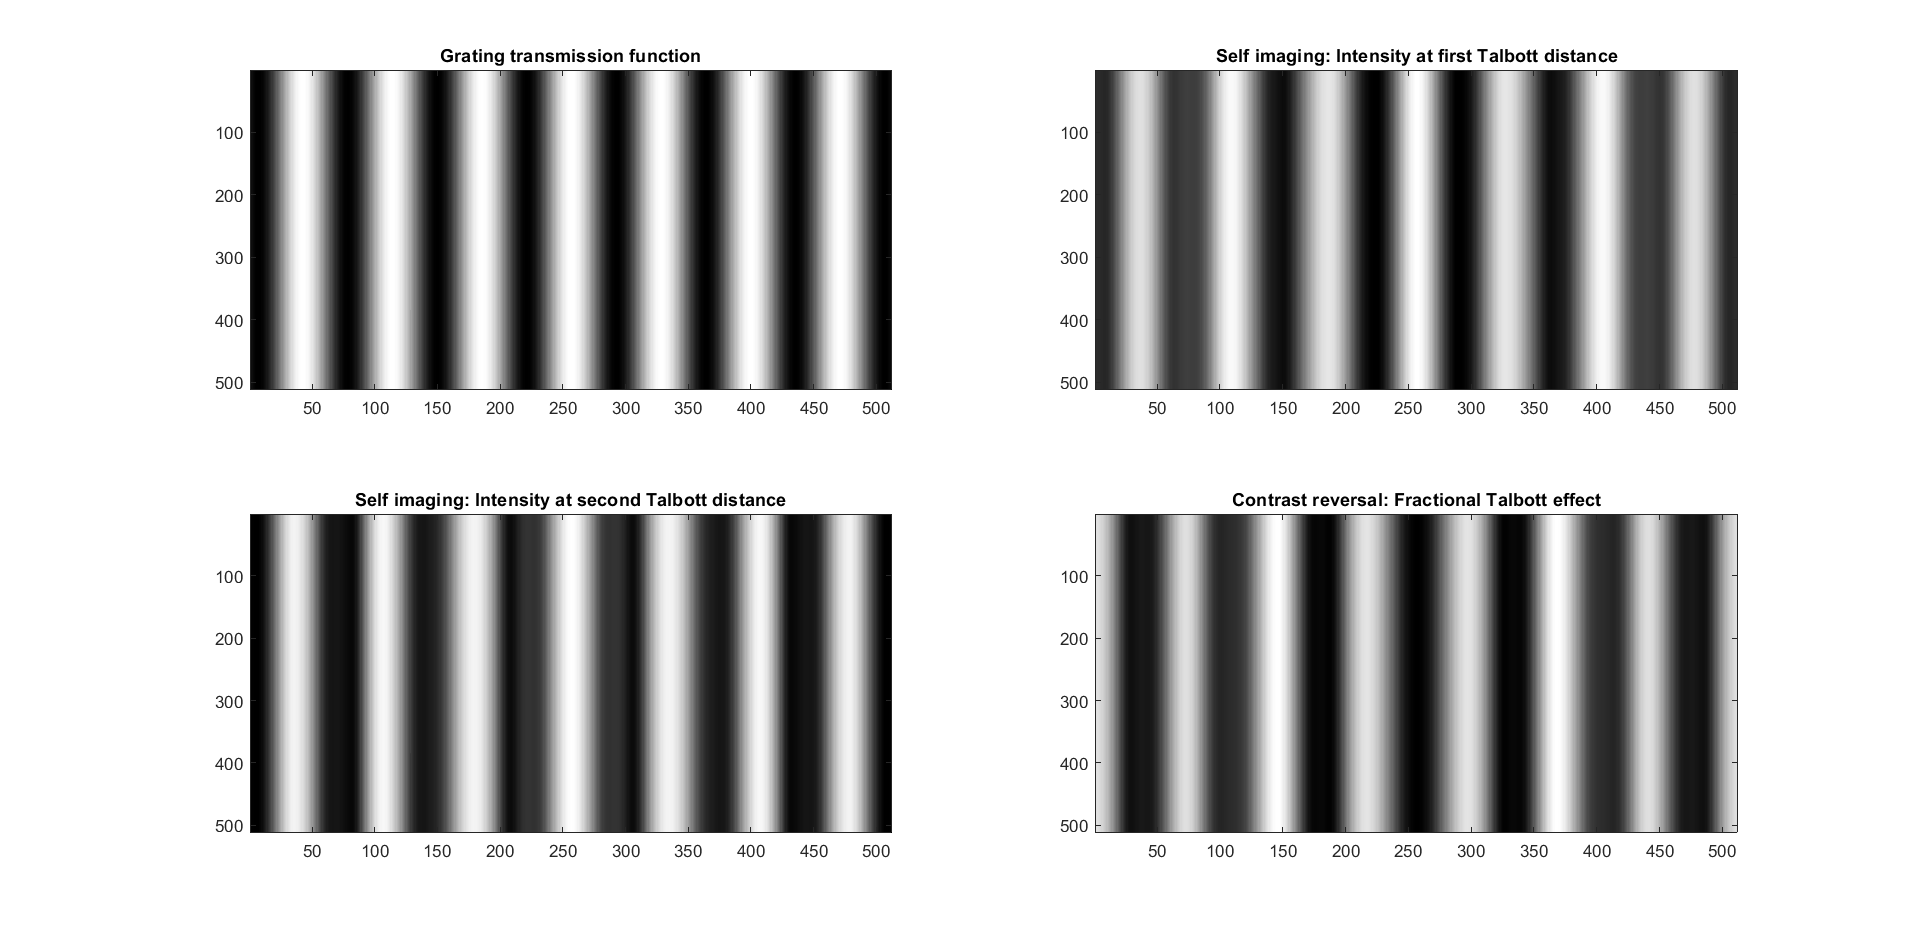 Grating transmission function
100
200
300
400
500
50 100 150 200 250 300 350 400 450 500
Self imaging: Intensity at first Talbott distance
100
200
300
400
500
50 100 150 200 250 300 350 400 450 500
Self imaging: Intensity at second Talbott distance
100
200
300
400
500
50 100 150 200 250 300 350 400 450 500
Contrast reversal: Fractional Talbott effect
100
200
300
400
500
50 100 150 200 250 300 350 400 450 500